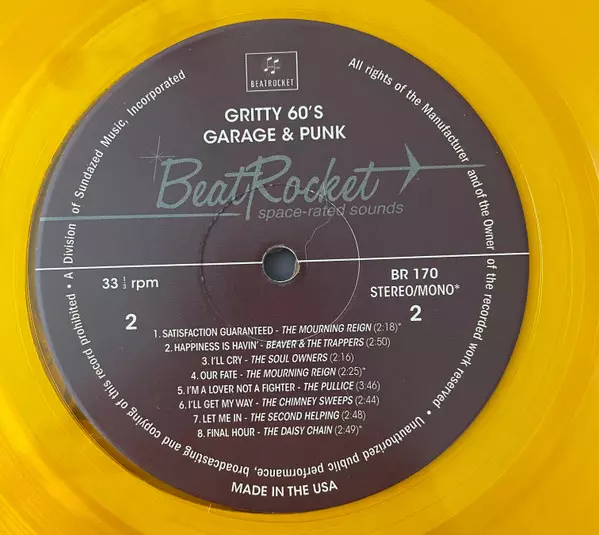 BEATROCKET
GRITTY 60'S
GARAGE & PUNK
BeatRocket
space-rated sounds
33 1/3 rpm
BR 170
STEREO/MONO*
2
2
1. SATISFACTION GUARANTEED - THE MOURNING REIGN (2:18)*
2. HAPPINESS IS HAVIN' - BEAVER & THE TRAPPERS (2:50)
3. I'LL CRY - THE SOUL OWNERS (2:16)
4. OUR FATE - THE MOURNING REIGN (2:25)*
5. I'M A LOVER NOT A FIGHTER - THE PULLICE (3:46)
6. I'LL GET MY WAY - THE CHIMNEY SWEEPS (2:44)
7. LET ME IN - THE SECOND HELPING (2:48)
8. FINAL HOUR - THE DAISY CHAIN (2:49)*
MADE IN THE USA
• A Division of Sundazed Music, Incorporated
All rights of the Manufacturer and of the Owner of the recorded work reserved • Unauthorized public performance, broadcasting and copying of this record prohibited